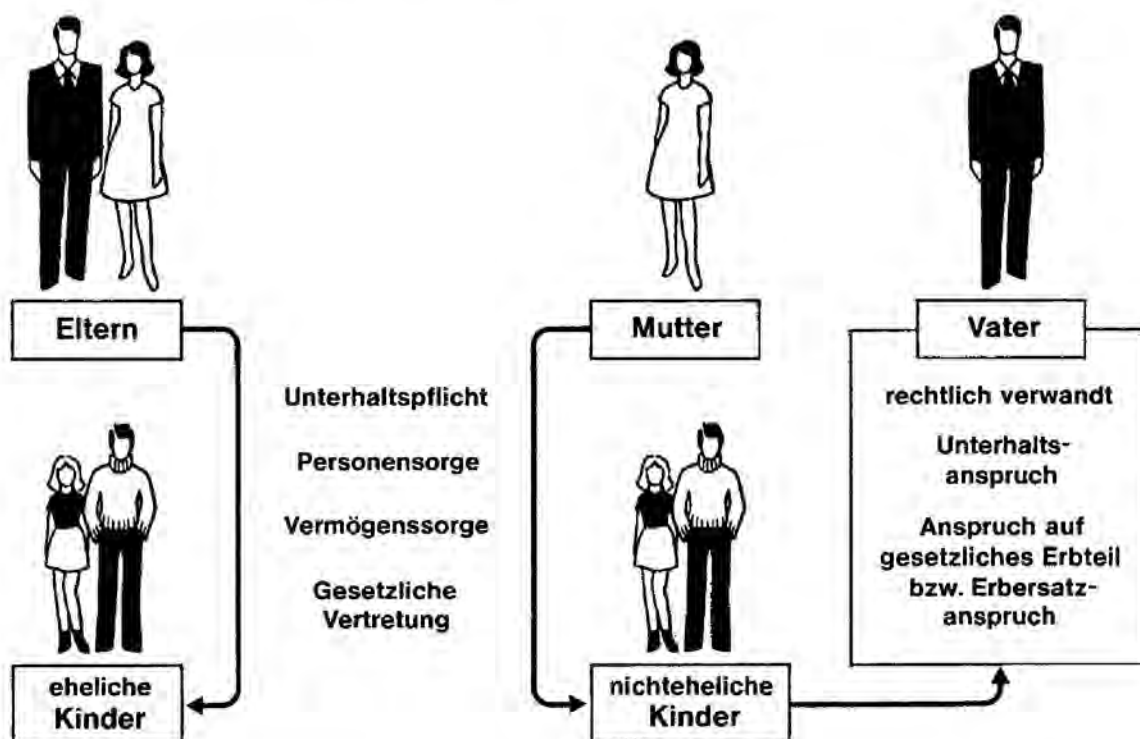 Eltern
Mutter
Vater
Unterhaltspflicht
Personensorge
Vermögenssorge
Gesetzliche
Vertretung
rechtlich verwandt
Unterhalts-
anspruch
Anspruch auf
gesetzliches Erbteil
bzw. Erbersatz-
anspruch
eheliche
Kinder
nichteheliche
Kinder